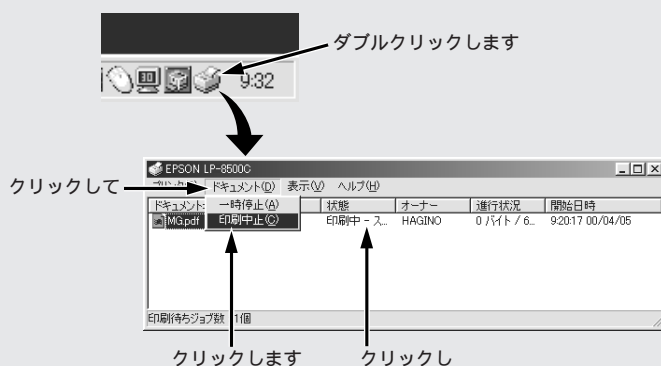 ダブルクリックします
9:32
EPSON LP-8500C
クリックして
ドキュメント(D) 表示(V) ヘルプ(H)
一時停止(A)
印刷中止(C)
状態 オーナー 進行状況 開始日時
MG.pdf 印刷中 - ス... HAGINO 0 バイト / 6... 9:20:17 00/04/05
印刷待ちジョブ数 1個
クリックします クリックし